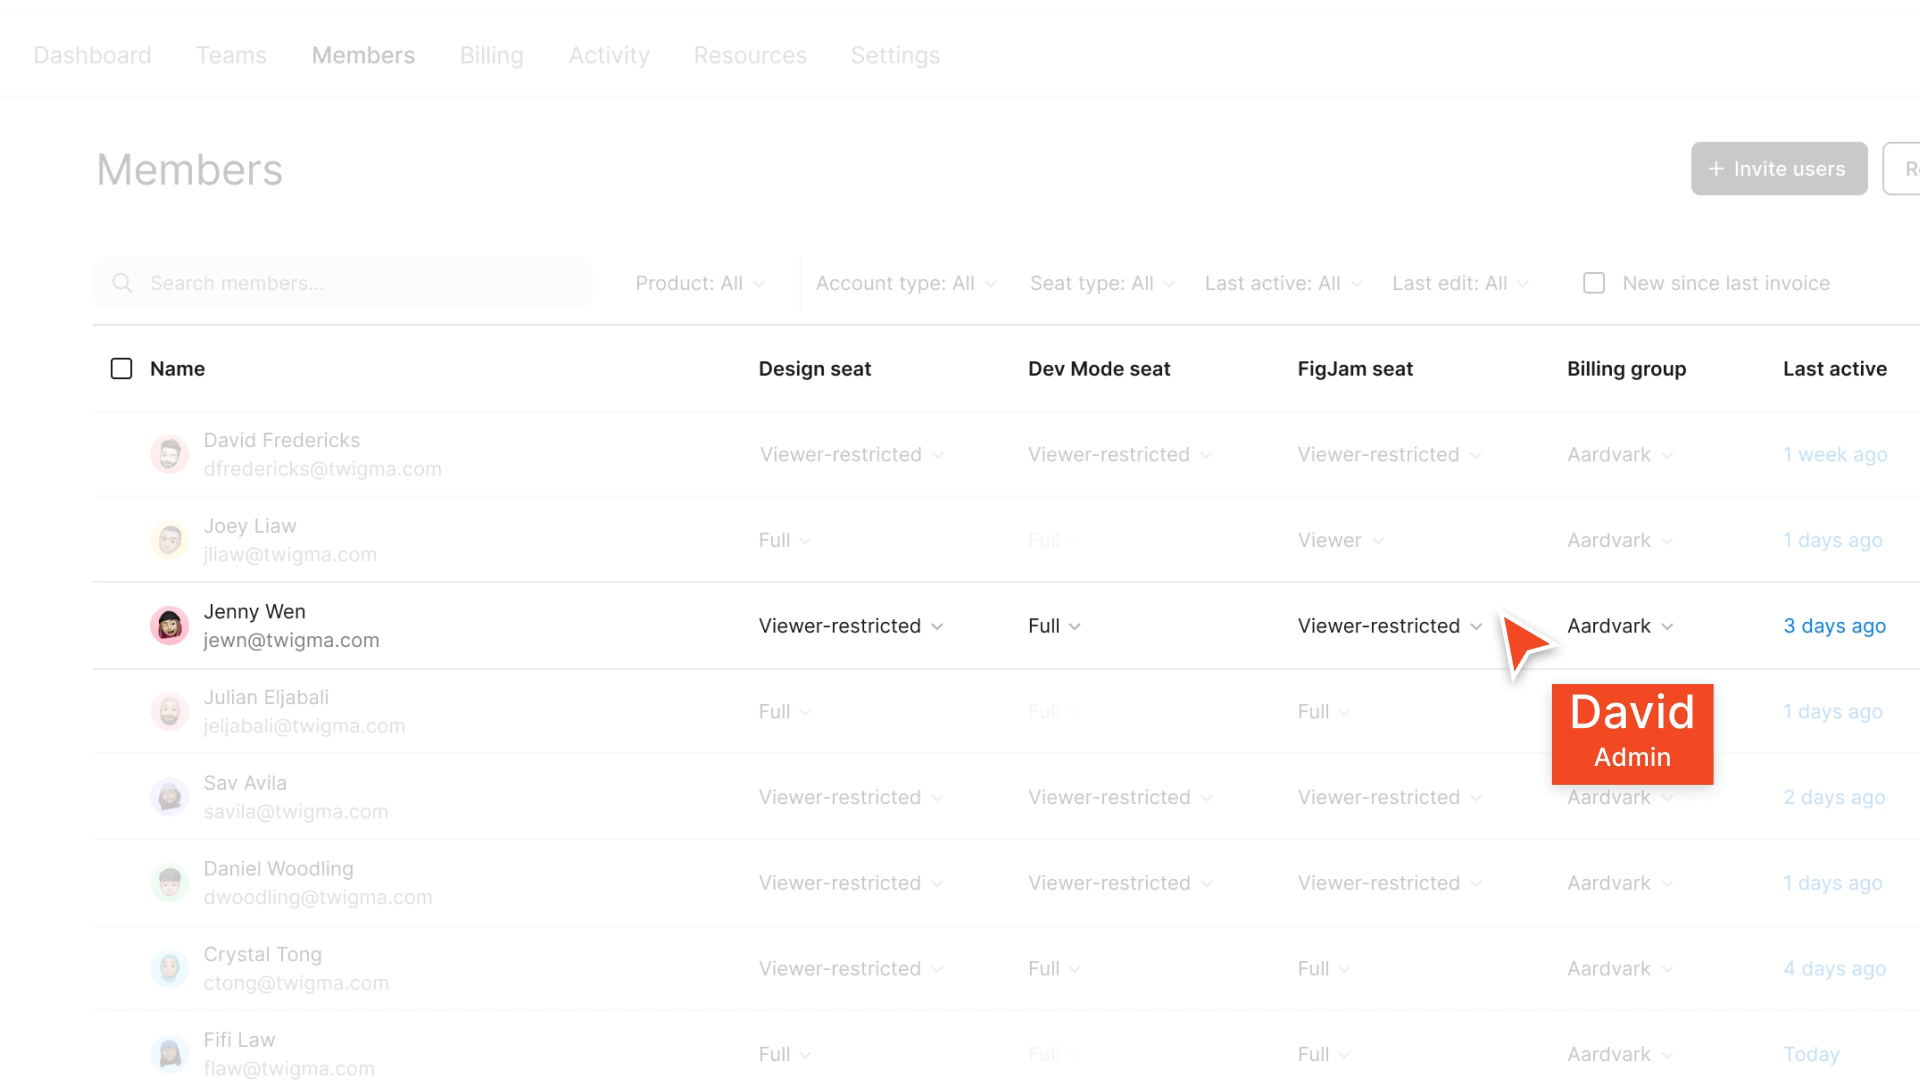 Dashboard Teams Members Billing Activity Resources Settings
Members
+ Invite users
Search members... Product: All Account type: All Seat type: All Last active: All Last edit: All New since last invoice
Name Design seat Dev Mode seat FigJam seat Billing group Last active
David Fredericks
dfredericks@twigma.com
Viewer-restricted Viewer-restricted Viewer-restricted Aardvark 1 week ago
Joey Liaw
jliaw@twigma.com
Full Full Viewer Aardvark 1 days ago
Jenny Wen
jewn@twigma.com
Viewer-restricted Full Viewer-restricted Aardvark 3 days ago
Julian Eljabali
jeljabali@twigma.com
Full Full Full 1 days ago
David
Admin
Sav Avila
savila@twigma.com
Viewer-restricted Viewer-restricted Viewer-restricted Aardvark 2 days ago
Daniel Woodling
dwoodling@twigma.com
Viewer-restricted Viewer-restricted Viewer-restricted Aardvark 1 days ago
Crystal Tong
ctong@twigma.com
Viewer-restricted Full Full Aardvark 4 days ago
Fifi Law
flaw@twigma.com
Full Full Full Aardvark Today